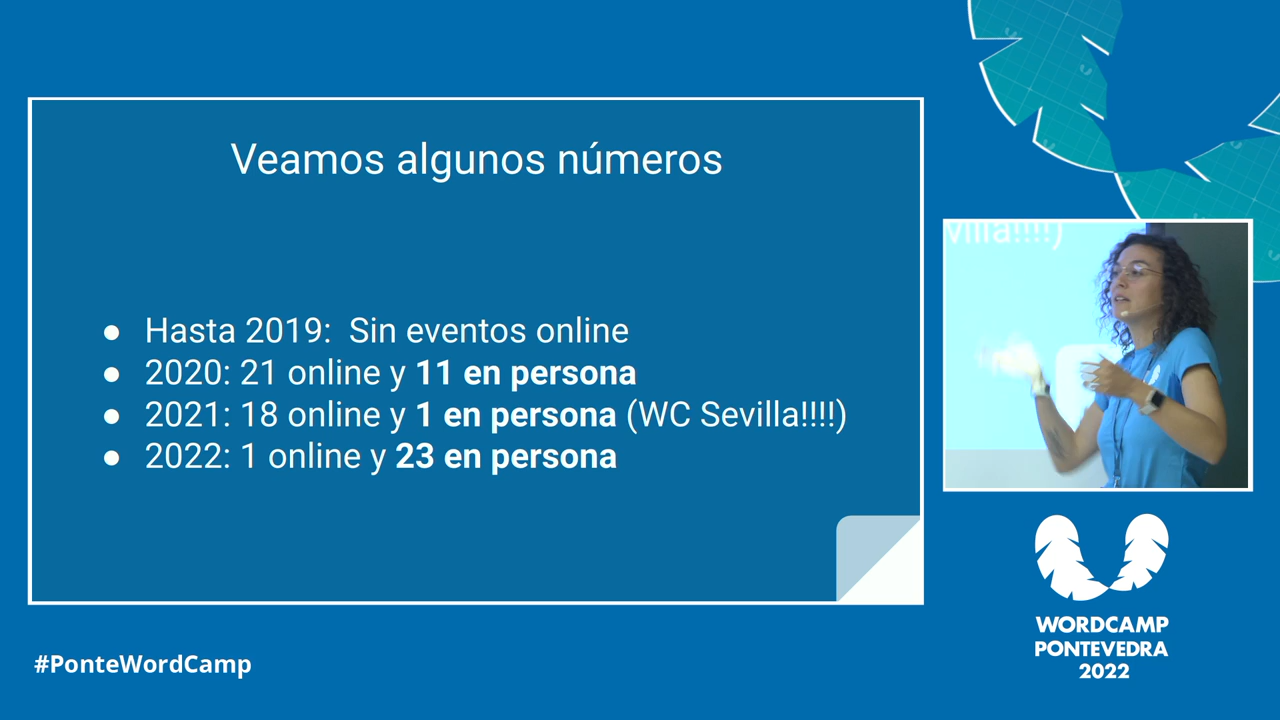 Veamos algunos números
● Hasta 2019:  Sin eventos online
● 2020: 21 online y 11 en persona
● 2021: 18 online y 1 en persona (WC Sevilla!!!!)
● 2022: 1 online y 23 en persona
villa!!!!)
WORDCAMP
PONTEVEDRA
2022
#PonteWordCamp